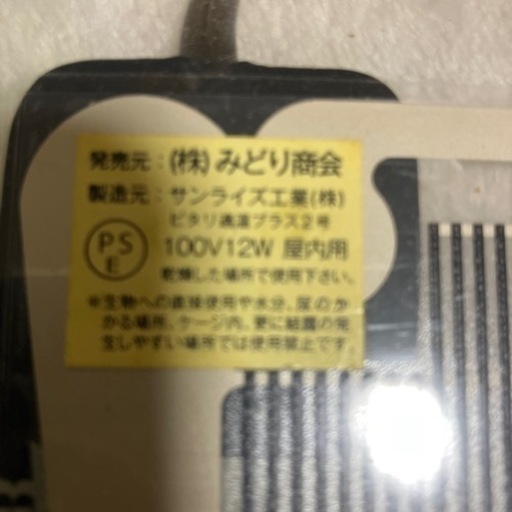 発売元：(株)みどり商会
製造元：サンライズ工業(株)
ピタリ適温プラス2号
PSE
100V12W 屋内用
乾燥した場所で使用下さい。
※生物への直接使用や水分、尿のか
かる場所、ケージ内、更に結露の発
生しやすい場所では使用禁止です。